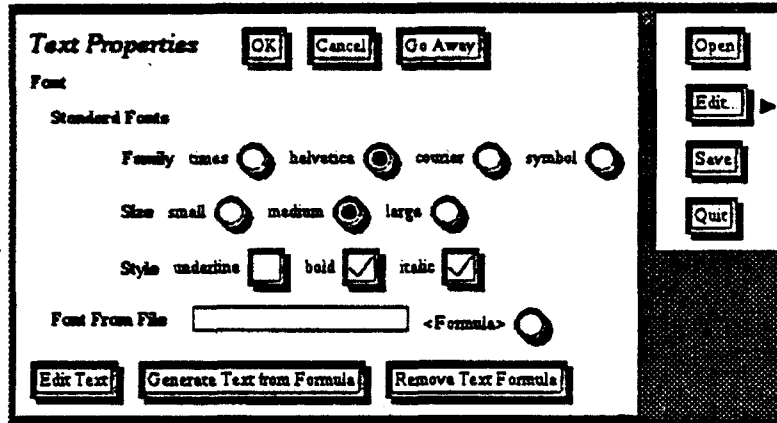 Text Properties OK Cancel Go Away
Font
Standard Fonts
Family times helvetica courier symbol
Size small medium large
Style underline bold italic
Font From File <Formula>
Edit Text Generate Text from Formula Remove Text Formula
Open
Edit...
Save
Quit